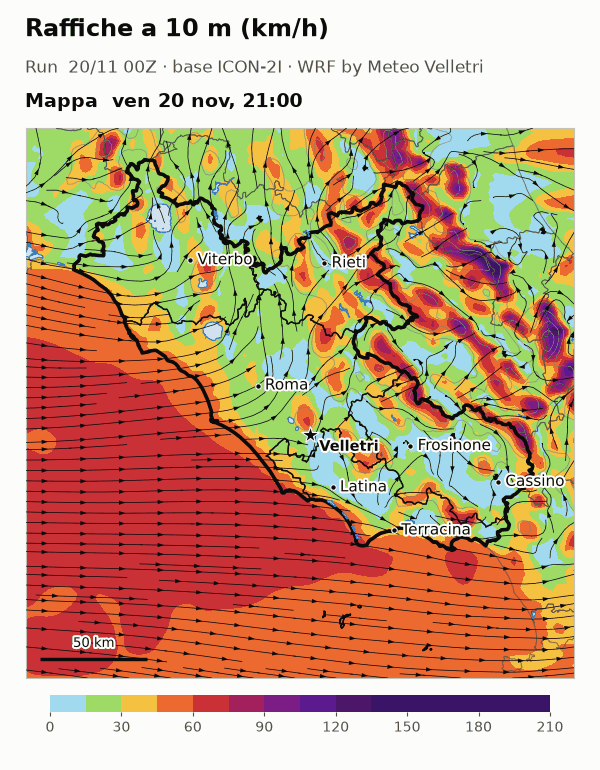 Raffiche a 10 m (km/h)
Run  20/11 00Z · base ICON-2I · WRF by Meteo Velletri
Mappa  ven 20 nov, 21:00
Viterbo
Rieti
Roma
Velletri
Frosinone
Latina
Cassino
Terracina
50 km
0 30 60 90 120 150 180 210